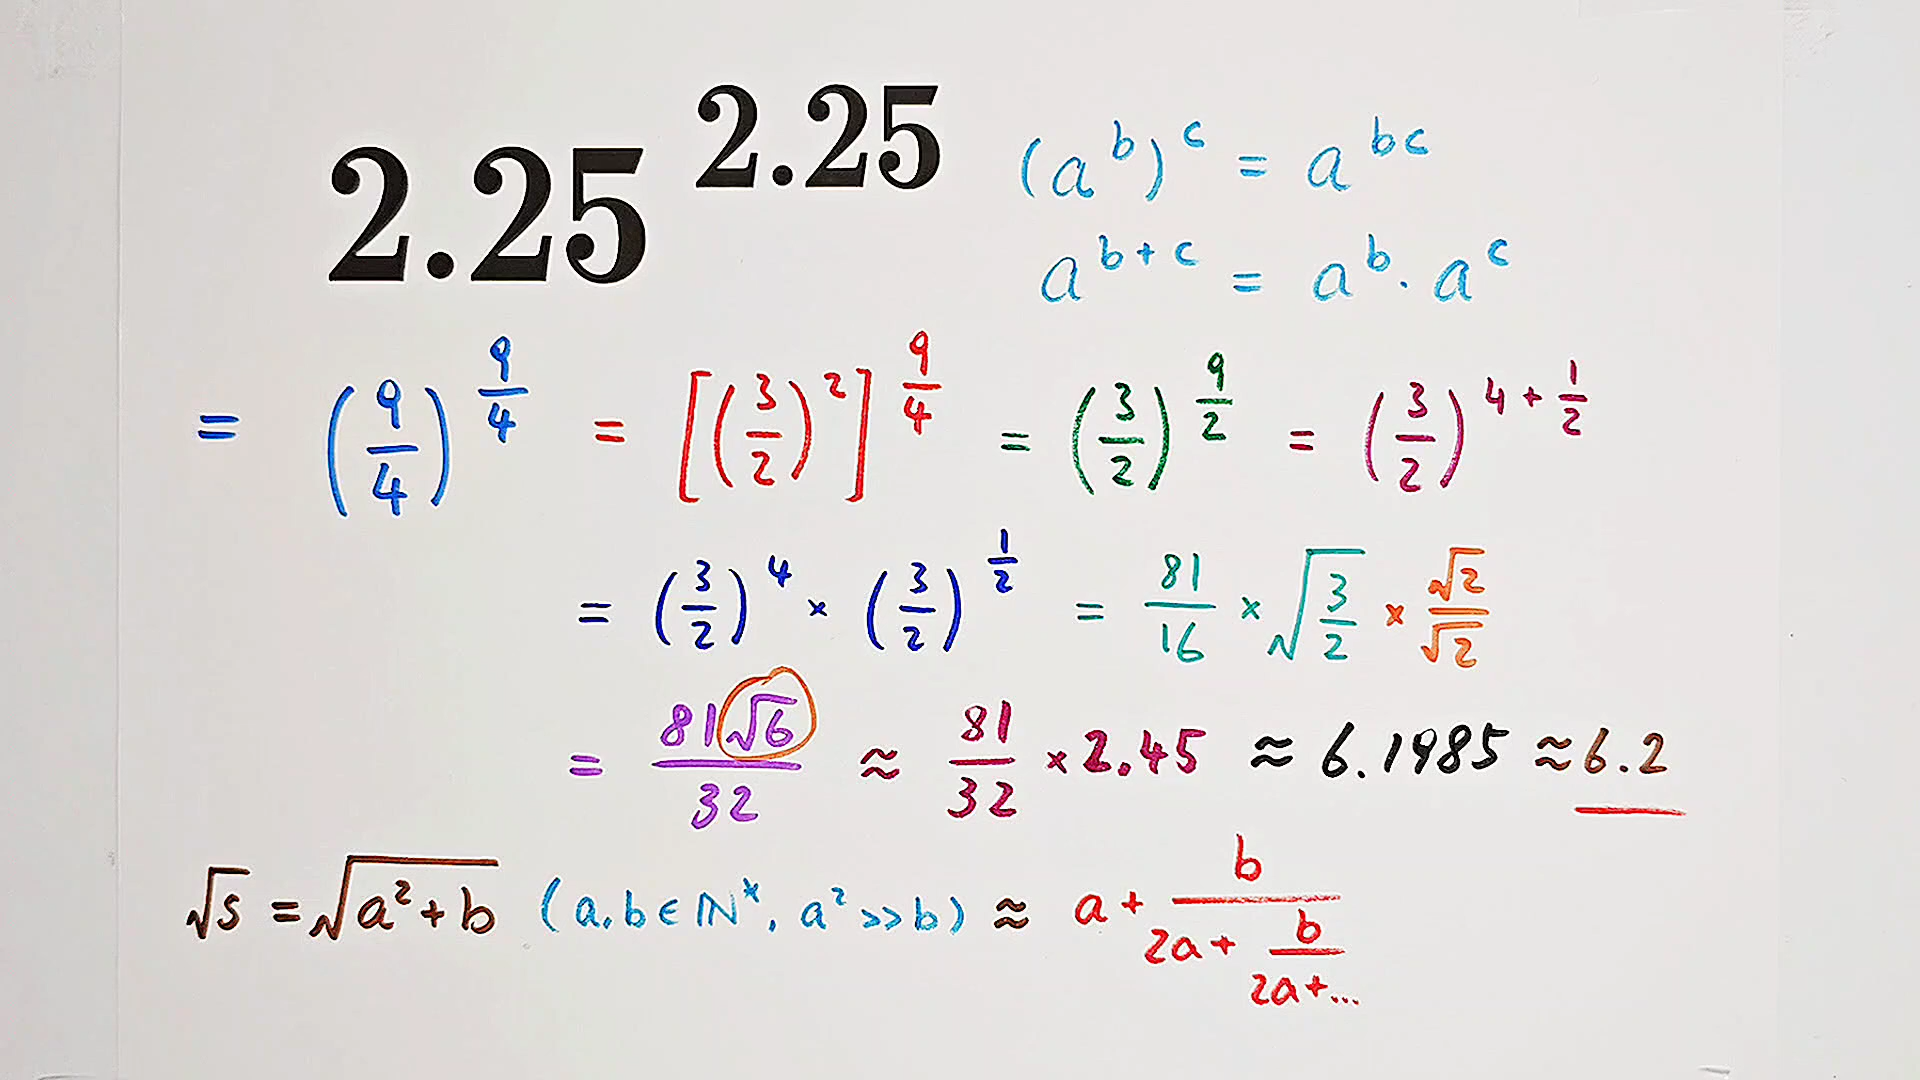 2.25^{2.25} (a^b)^c = a^{bc}
a^{b+c} = a^b · a^c
= (9/4)^{9/4} = [(3/2)^2]^{9/4} = (3/2)^{9/2} = (3/2)^{4+1/2}
= (3/2)^4 × (3/2)^{1/2} = 81/16 × √(3/2) × √2/√2
= 81√6/32 ≈ 81/32 × 2.45 ≈ 6.1985 ≈ 6.2
√s = √(a²+b) (a,b∈ℕ*, a²>>b) ≈ a + b/(2a + b/(2a+...))